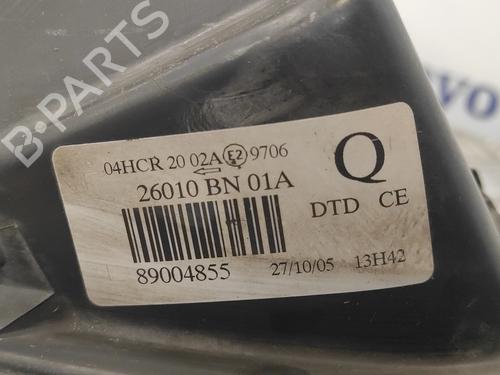 B-PARTS
04HCR 20 02A E2 9706
26010 BN 01A
Q
DTD CE
89004855
27/10/05 13H42